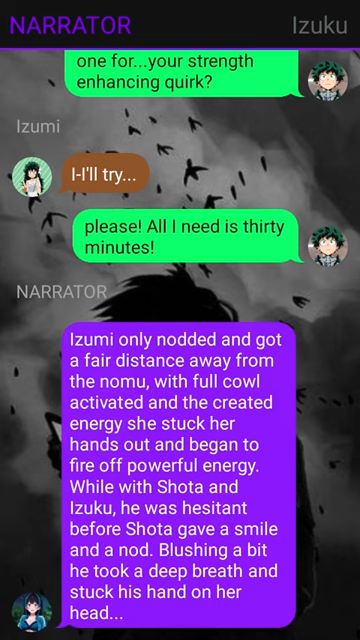 NARRATOR Izuku
one for...your strength
enhancing quirk?
Izumi
I-I'll try...
please! All I need is thirty
minutes!
NARRATOR
Izumi only nodded and got
a fair distance away from
the nomu, with full cowl
activated and the created
energy she stuck her
hands out and began to
fire off powerful energy.
While with Shota and
Izuku, he was hesitant
before Shota gave a smile
and a nod. Blushing a bit
he took a deep breath and
stuck his hand on her
head...